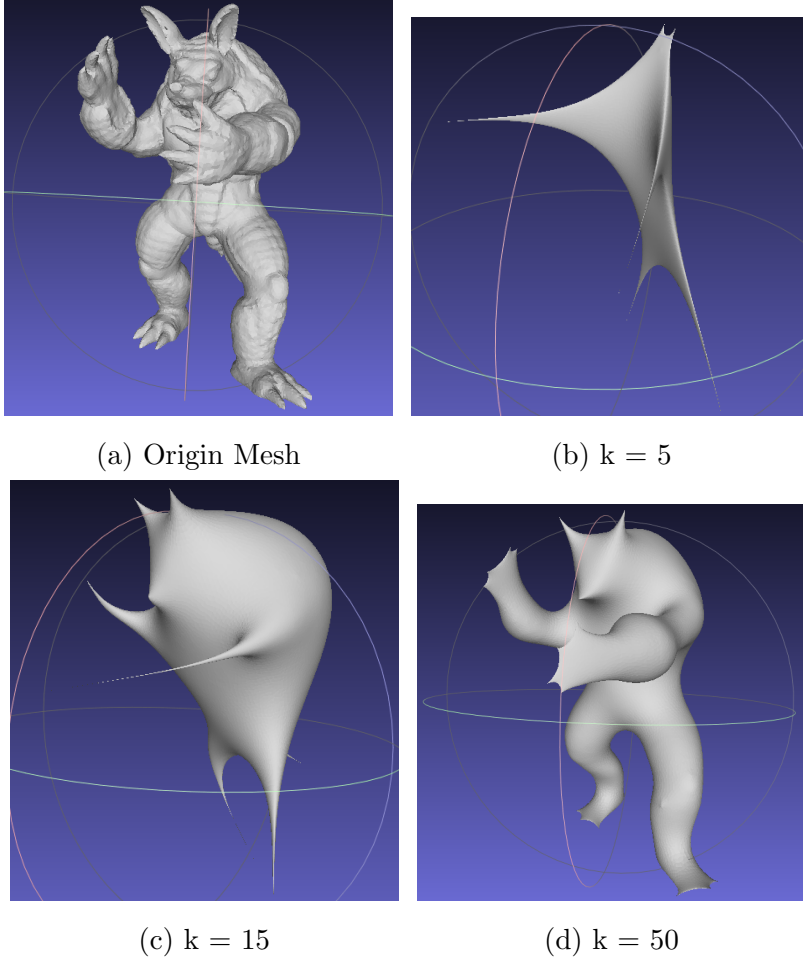 (a) Origin Mesh
(b) k = 5
(c) k = 15
(d) k = 50